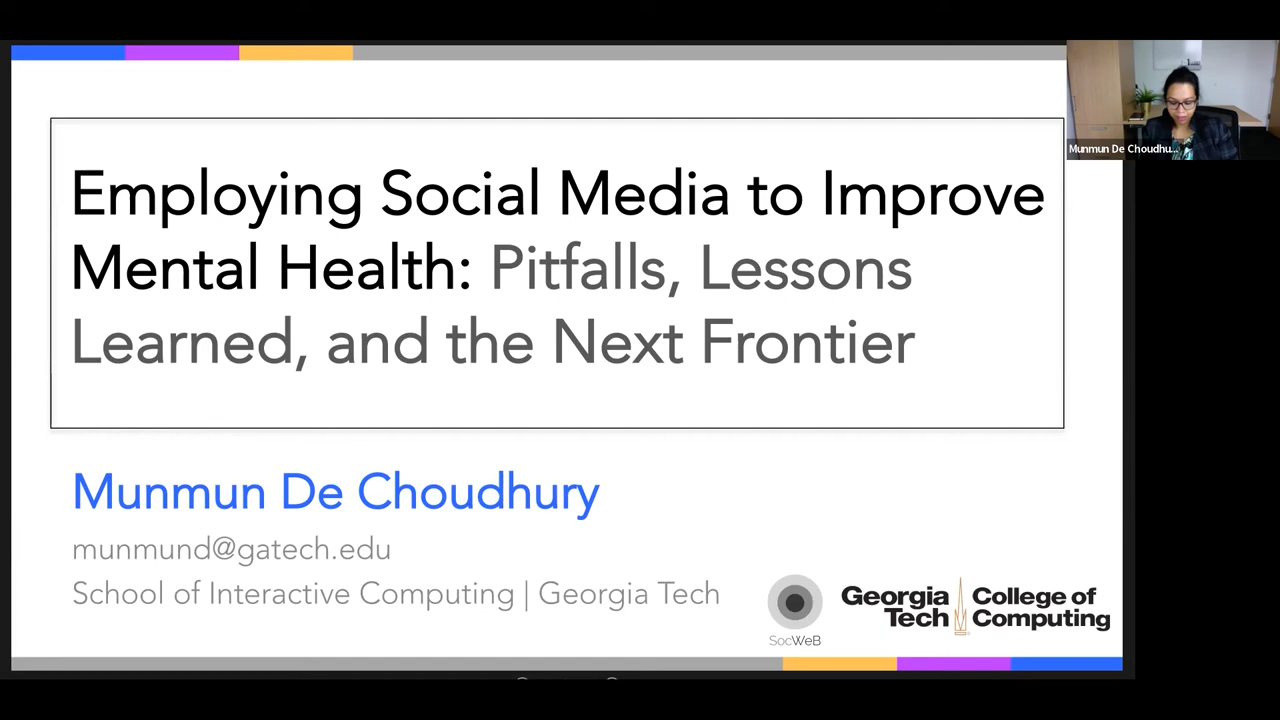 Employing Social Media to Improve
Mental Health: Pitfalls, Lessons
Learned, and the Next Frontier
Munmun De Choudhu...
Munmun De Choudhury
munmund@gatech.edu
School of Interactive Computing | Georgia Tech
SocWeB
Georgia Tech
College of Computing